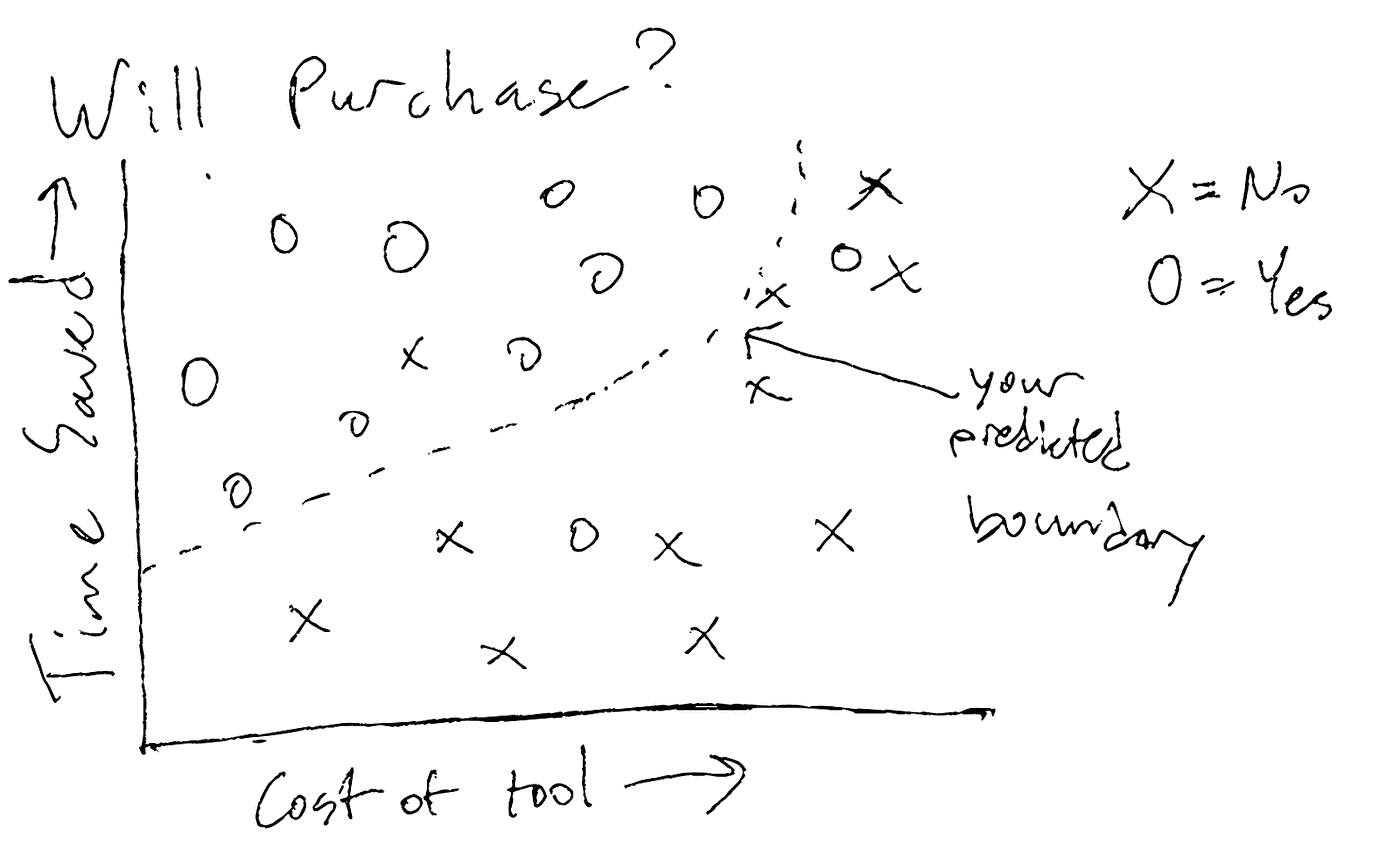 Will Purchase?
Time Saved →
X = No
O = Yes
your
predicted
boundary
Cost of tool →